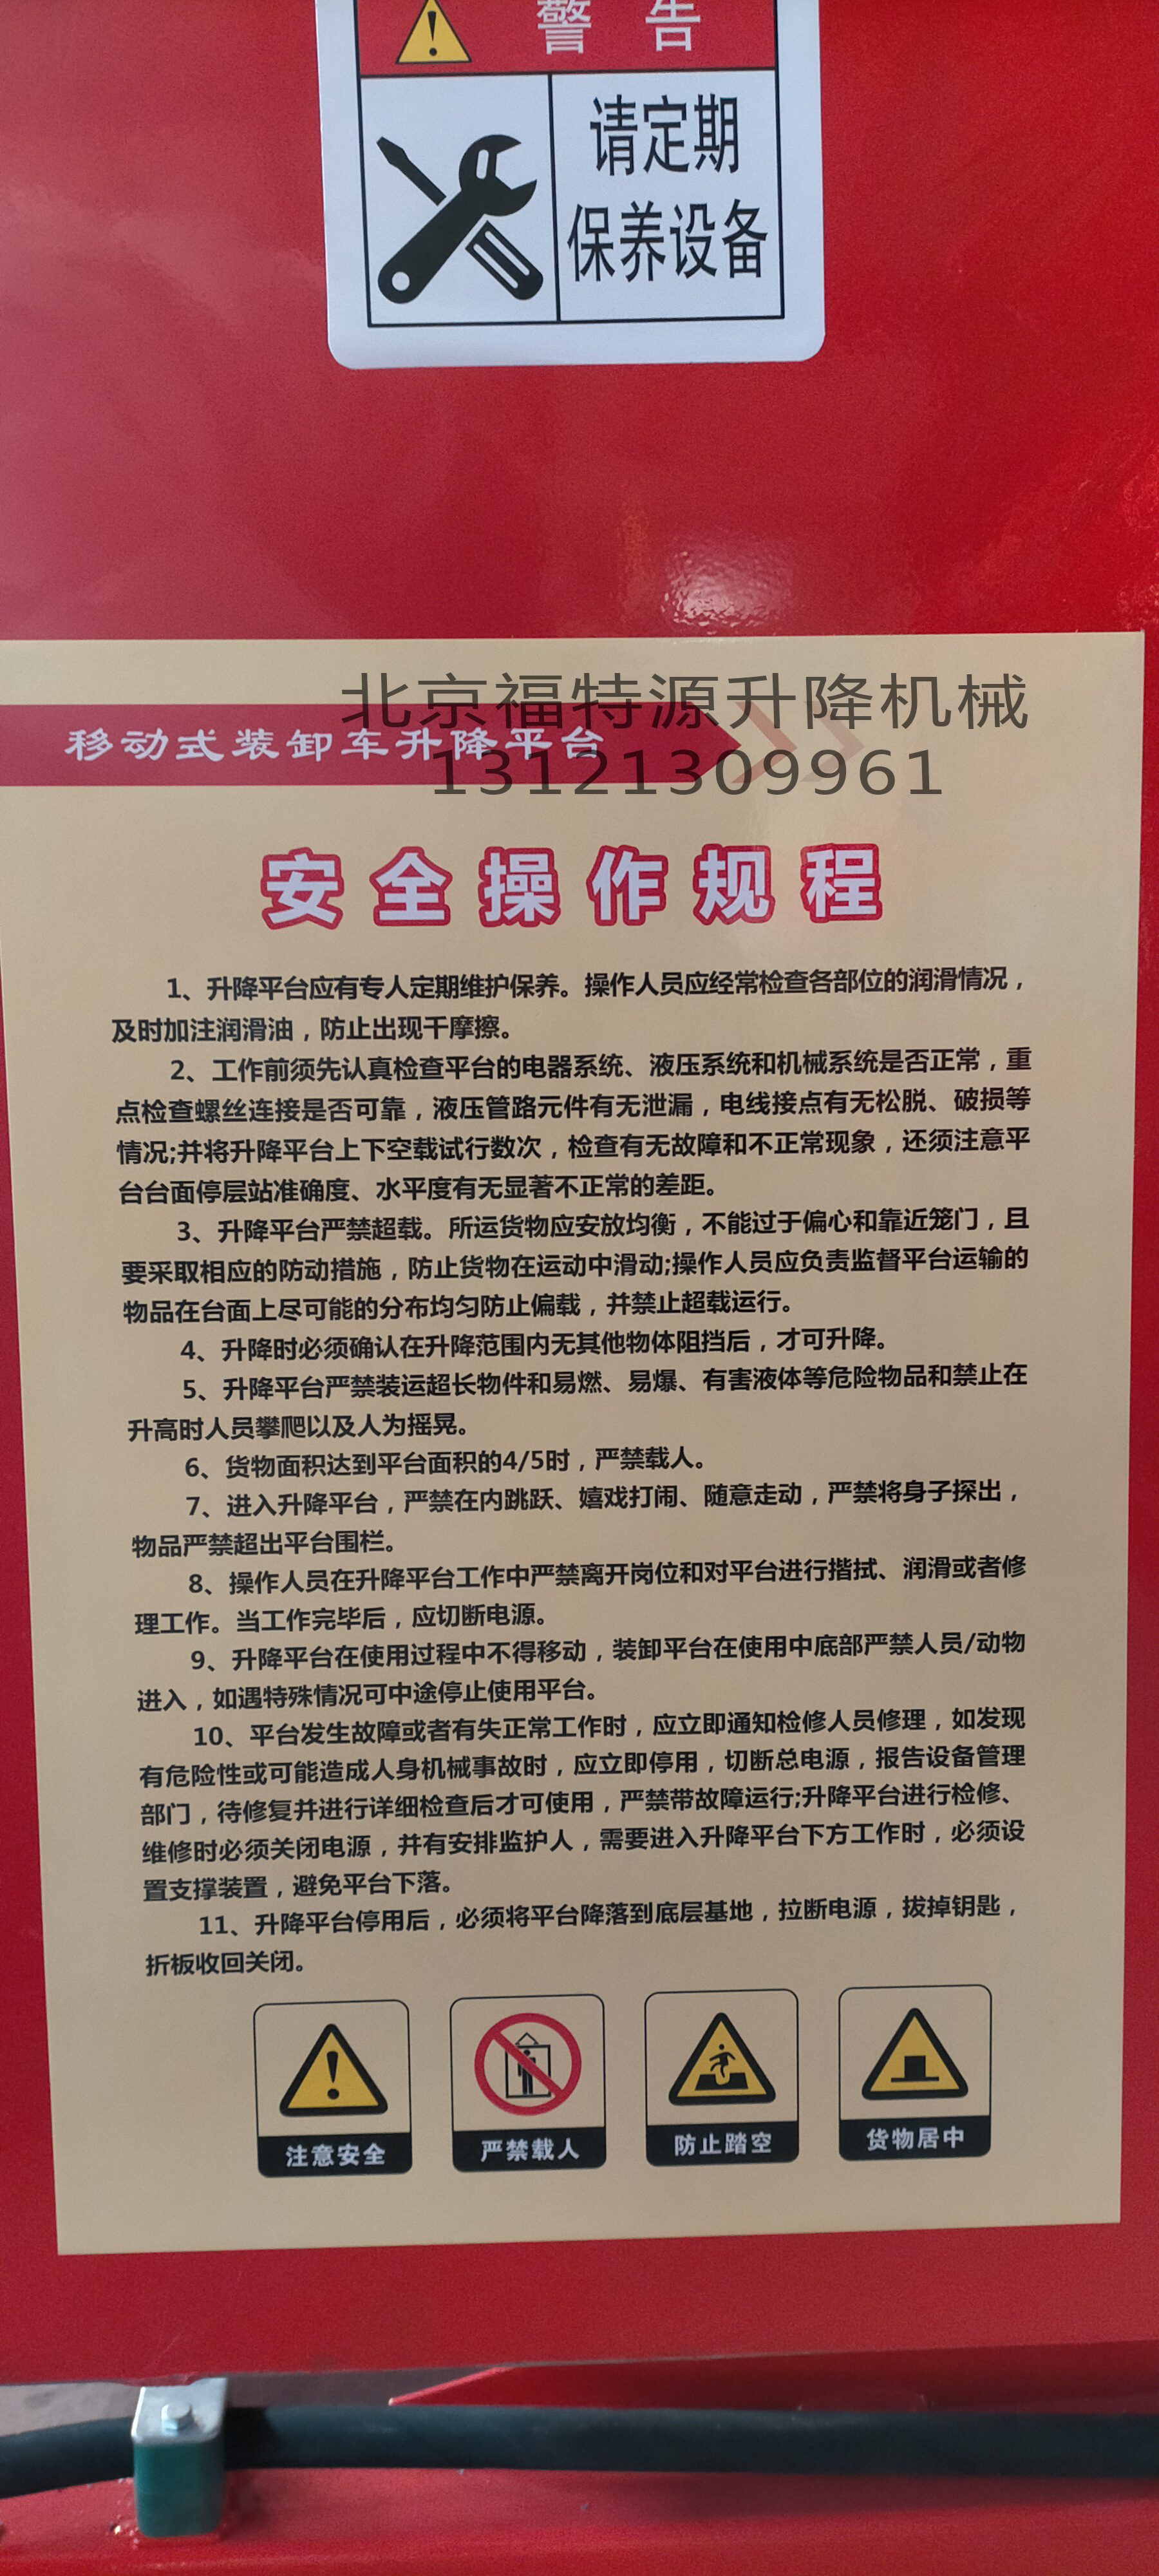 警 告
请定期
保养设备
北京福特源升降机械
移动式装卸车升降平台
13121309961
安全操作规程
1、升降平台应有专人定期维护保养。操作人员应经常检查各部位的润滑情况，
及时加注润滑油，防止出现干摩擦。
2、工作前须先认真检查平台的电器系统、液压系统和机械系统是否正常，重
点检查螺丝连接是否可靠，液压管路元件有无泄漏，电线接点有无松脱、破损等
情况;并将升降平台上下空载试行数次，检查有无故障和不正常现象，还须注意平
台台面停层站准确度、水平度有无显著不正常的差距。
3、升降平台严禁超载。所运货物应安放均衡，不能过于偏心和靠近笼门，且
要采取相应的防动措施，防止货物在运动中滑动;操作人员应负责监督平台运输的
物品在台面上尽可能的分布均匀防止偏载，并禁止超载运行。
4、升降时必须确认在升降范围内无其他物体阻挡后，才可升降。
5、升降平台严禁装运超长物件和易燃、易爆、有害液体等危险物品和禁止在
升高时人员攀爬以及人为摇晃。
6、货物面积达到平台面积的4/5时，严禁载人。
7、进入升降平台，严禁在内跳跃、嬉戏打闹、随意走动，严禁将身子探出，
物品严禁超出平台围栏。
8、操作人员在升降平台工作中严禁离开岗位和对平台进行揩拭、润滑或者修
理工作。当工作完毕后，应切断电源。
9、升降平台在使用过程中不得移动，装卸平台在使用中底部严禁人员/动物
进入，如遇特殊情况可中途停止使用平台。
10、平台发生故障或者有失正常工作时，应立即通知检修人员修理，如发现
有危险性或可能造成人身机械事故时，应立即停用，切断总电源，报告设备管理
部门，待修复并进行详细检查后才可使用，严禁带故障运行;升降平台进行检修、
维修时必须关闭电源，并有安排监护人，需要进入升降平台下方工作时，必须设
置支撑装置，避免平台下落。
11、升降平台停用后，必须将平台降落到底层基地，拉断电源，拔掉钥匙，
折板收回关闭。
注意安全
严禁载人
防止踏空
货物居中